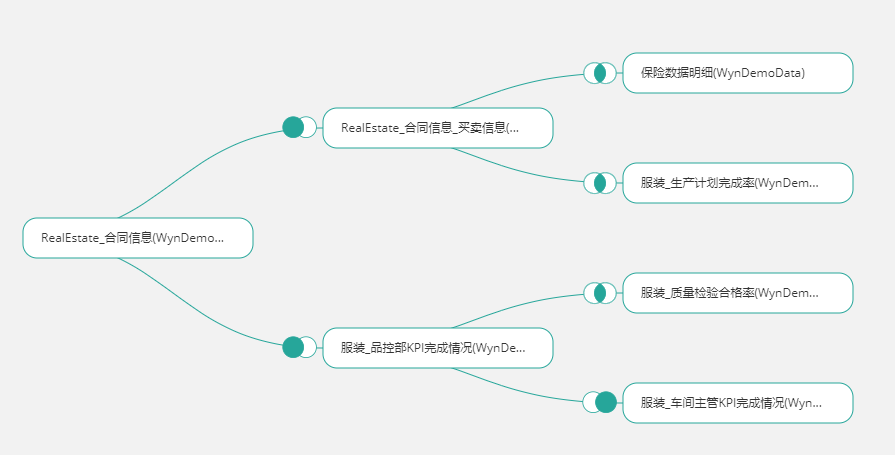 保险数据明细(WynDemoData)
RealEstate_合同信息_买卖信息(...
服装_生产计划完成率(WynDem...
RealEstate_合同信息(WynDemo...
服装_质量检验合格率(WynDem...
服装_品控部KPI完成情况(WynDe...
服装_车间主管KPI完成情况(Wyn...